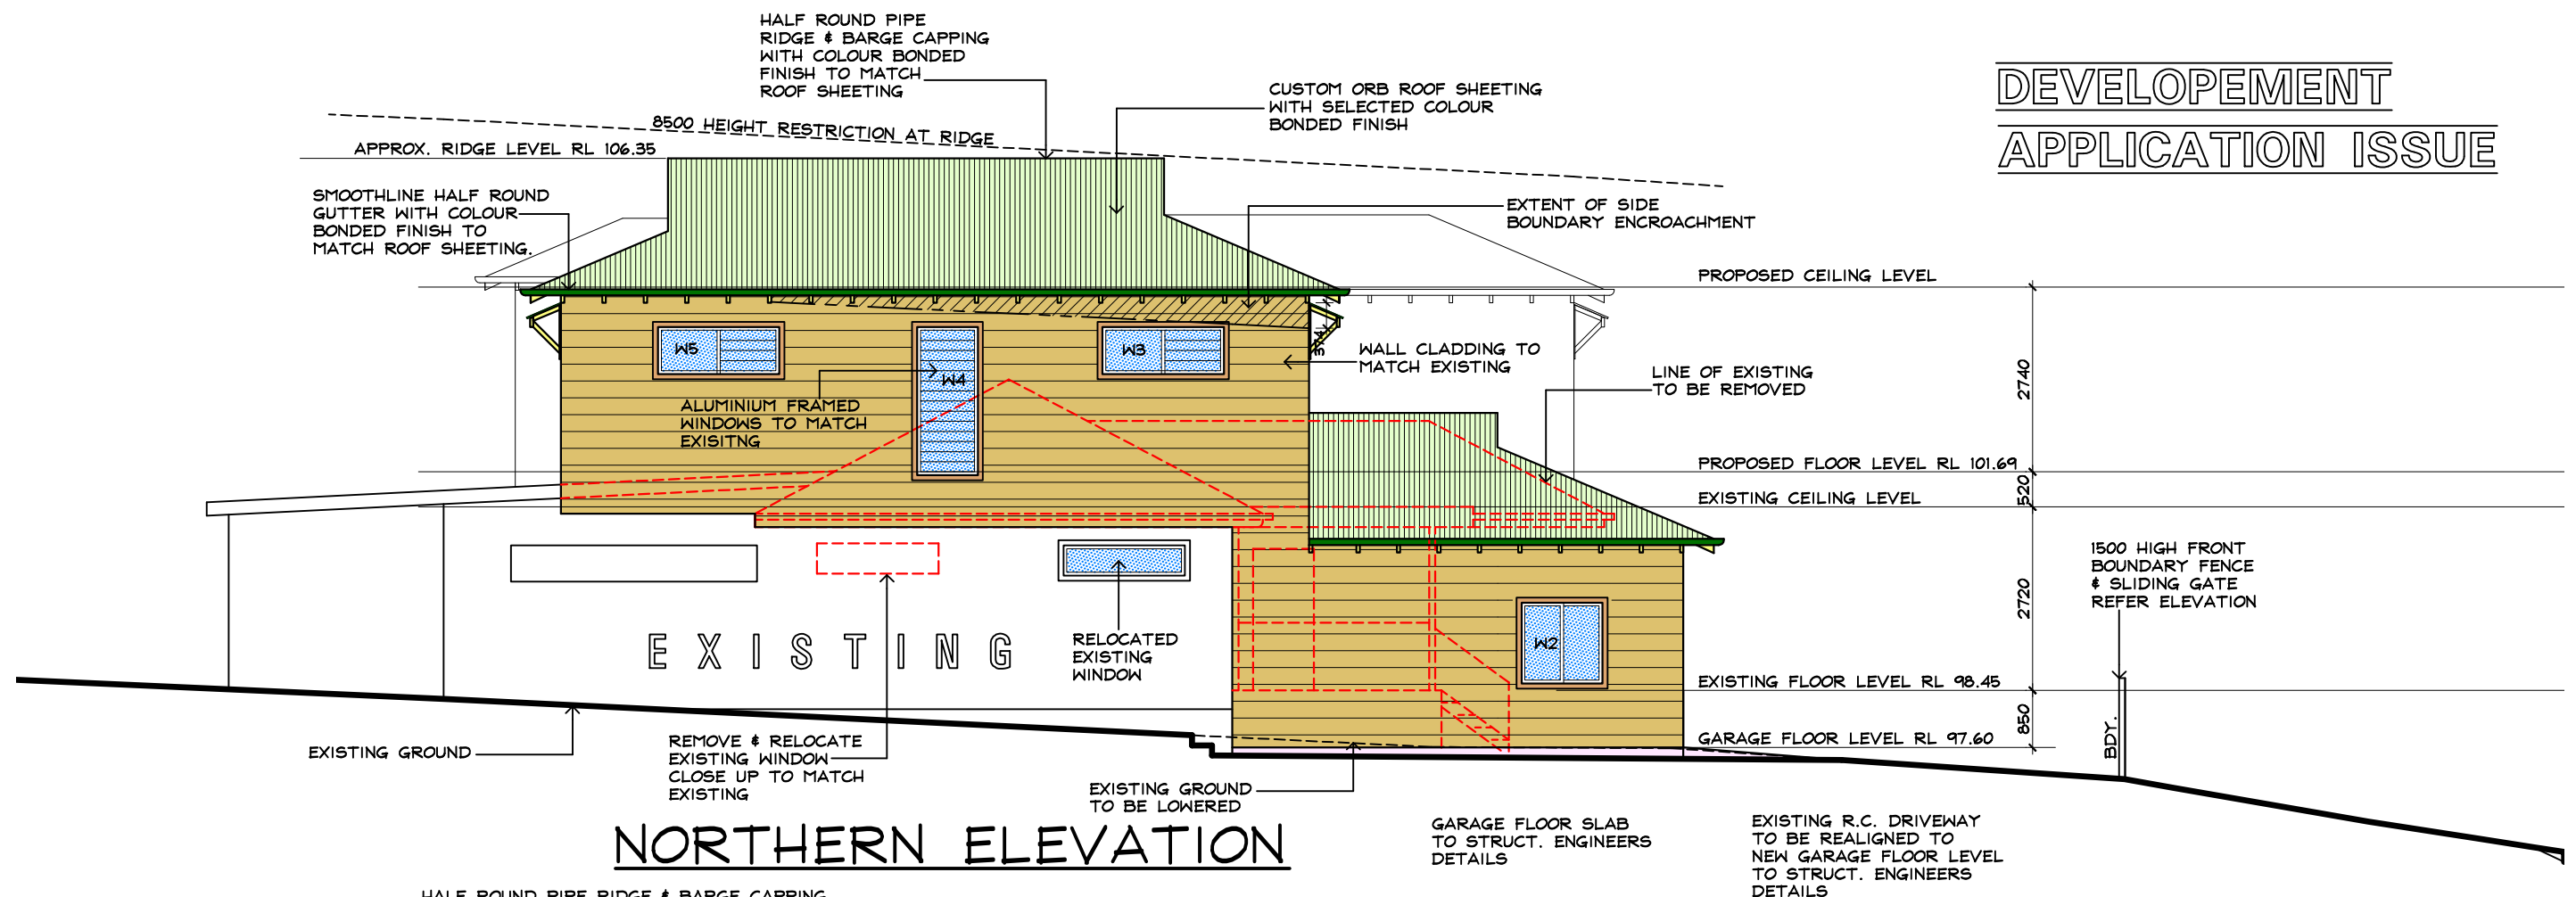 HALF ROUND PIPE
RIDGE & BARGE CAPPING
WITH COLOUR BONDED
FINISH TO MATCH
ROOF SHEETING
CUSTOM ORB ROOF SHEETING
WITH SELECTED COLOUR
BONDED FINISH
DEVELOPEMENT
APPLICATION ISSUE
8500 HEIGHT RESTRICTION AT RIDGE
APPROX. RIDGE LEVEL RL 106.35
SMOOTHLINE HALF ROUND
GUTTER WITH COLOUR
BONDED FINISH TO
MATCH ROOF SHEETING.
EXTENT OF SIDE
BOUNDARY ENCROACHMENT
PROPOSED CEILING LEVEL
W5
W4
W3
WALL CLADDING TO
MATCH EXISTING
LINE OF EXISTING
TO BE REMOVED
2740
ALUMINIUM FRAMED
WINDOWS TO MATCH
EXISITNG
PROPOSED FLOOR LEVEL RL 101.69
520
EXISTING CEILING LEVEL
1500 HIGH FRONT
BOUNDARY FENCE
& SLIDING GATE
REFER ELEVATION
2720
EXISTING
RELOCATED
EXISTING
WINDOW
W2
EXISTING FLOOR LEVEL RL 98.45
850
GARAGE FLOOR LEVEL RL 97.60
BDY.
EXISTING GROUND
REMOVE & RELOCATE
EXISTING WINDOW
CLOSE UP TO MATCH
EXISTING
EXISTING GROUND
TO BE LOWERED
NORTHERN ELEVATION
GARAGE FLOOR SLAB
TO STRUCT. ENGINEERS
DETAILS
EXISTING R.C. DRIVEWAY
TO BE REALIGNED TO
NEW GARAGE FLOOR LEVEL
TO STRUCT. ENGINEERS
DETAILS
HALF ROUND PIPE RIDGE & BARGE CAPPING